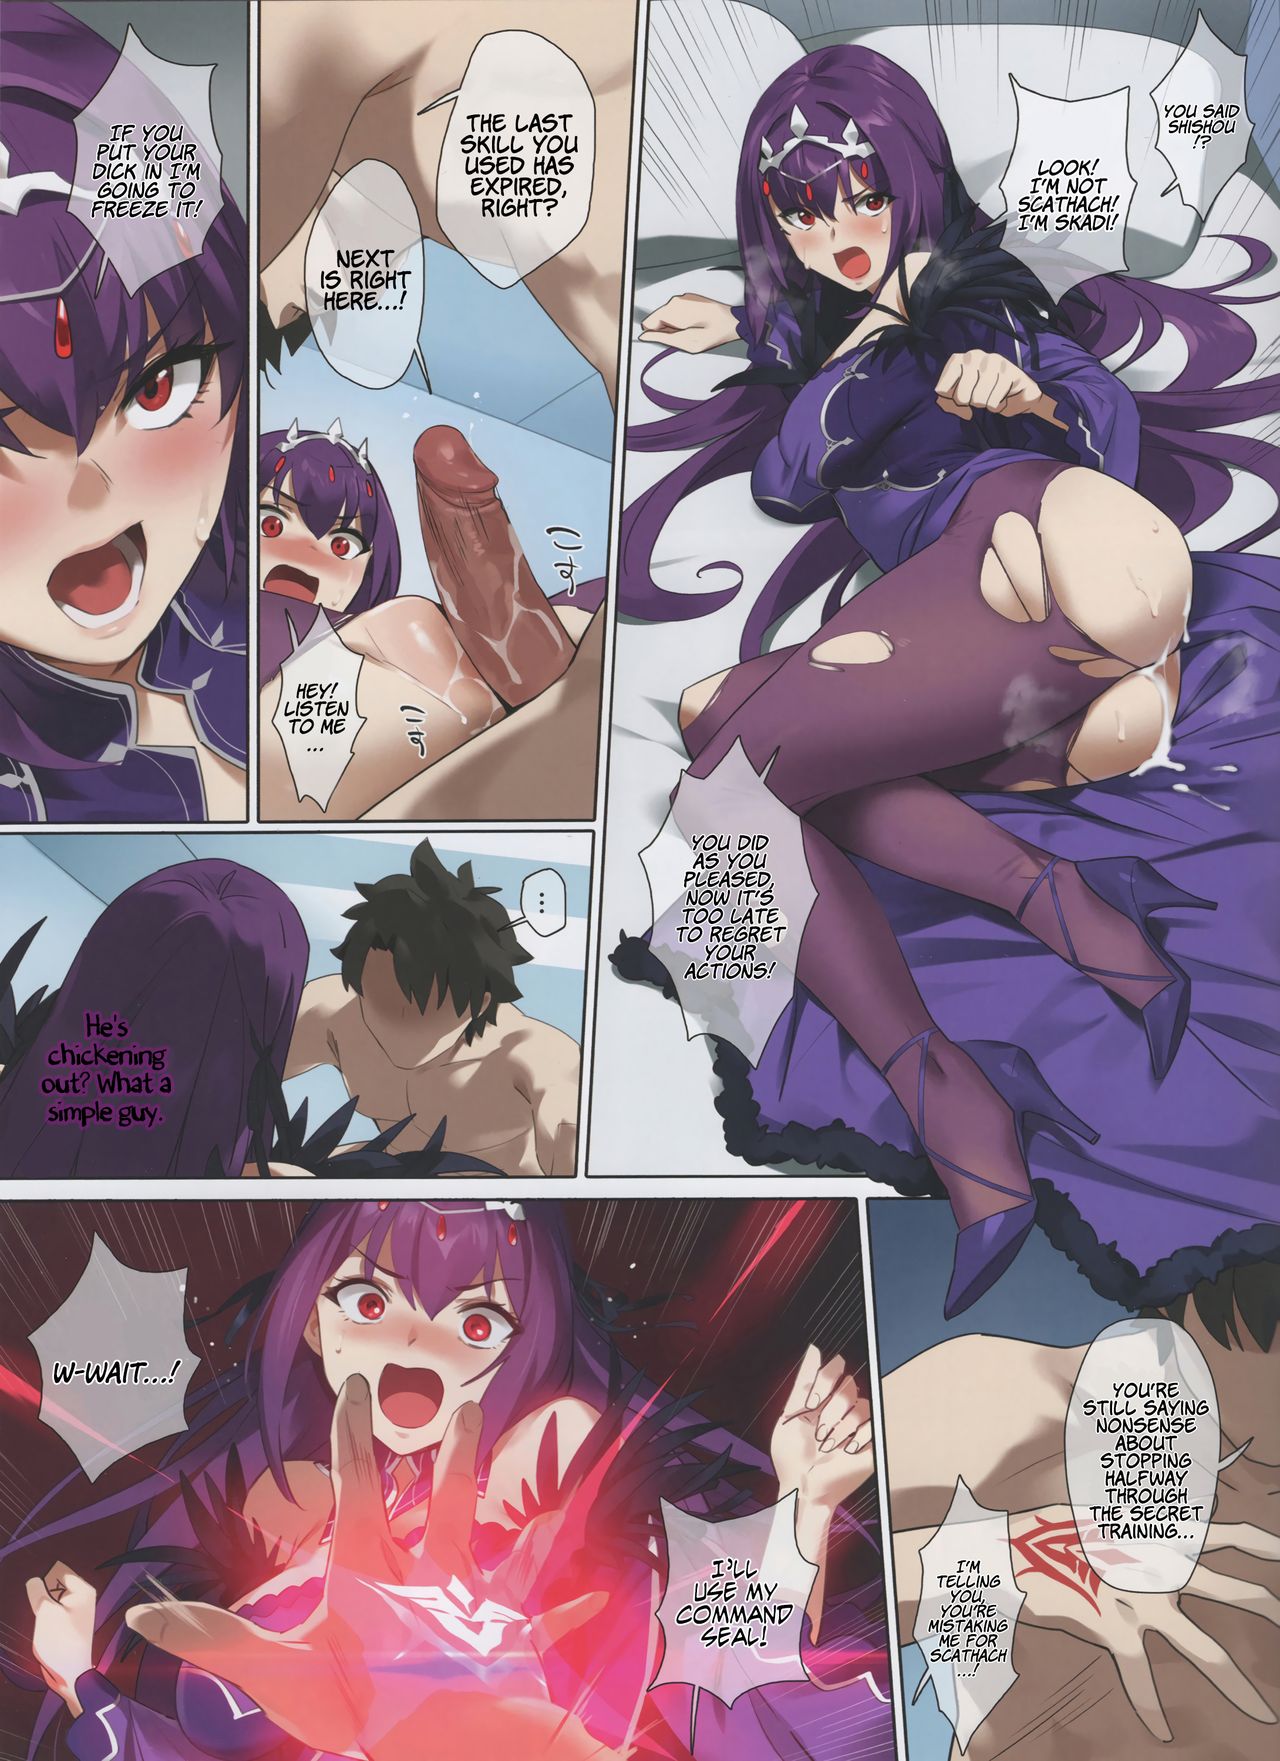 YOU SAID
SHISHOU
!?
LOOK!
I'M NOT
SCATHACH!
I'M SKADI!
YOU DID
AS YOU
PLEASED,
NOW IT'S
TOO LATE
TO REGRET
YOUR
ACTIONS!
THE LAST
SKILL YOU
USED HAS
EXPIRED,
RIGHT?
NEXT
IS RIGHT
HERE...!
こす
HEY!
LISTEN
TO ME
...
こす
IF YOU
PUT YOUR
DICK IN I'M
GOING TO
FREEZE IT!
...
He's
chickening
out? What a
simple guy.
YOU'RE
STILL SAYING
NONSENSE
ABOUT
STOPPING
HALFWAY
THROUGH
THE SECRET
TRAINING...
I'M
TELLING
YOU,
YOU'RE
MISTAKING
ME FOR
SCATHACH
...!
W-WAIT...!
I'LL
USE MY
COMMAND
SEAL!